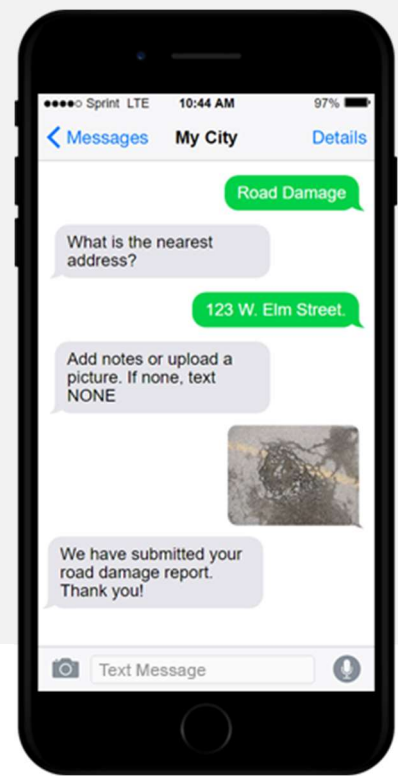 Sprint LTE 10:44 AM 97%
Messages My City Details
Road Damage
What is the nearest
address?
123 W. Elm Street.
Add notes or upload a
picture. If none, text
NONE
We have submitted your
road damage report.
Thank you!
Text Message